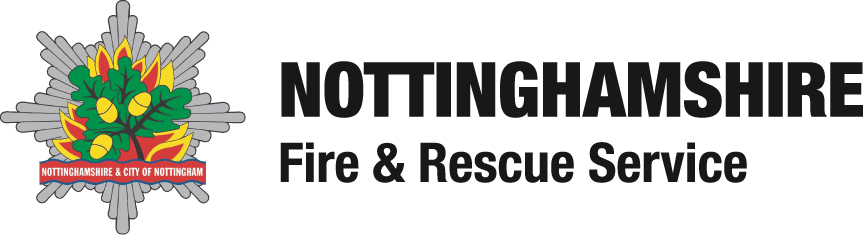 NOTTINGHAMSHIRE
Fire & Rescue Service
NOTTINGHAMSHIRE & CITY OF NOTTINGHAM